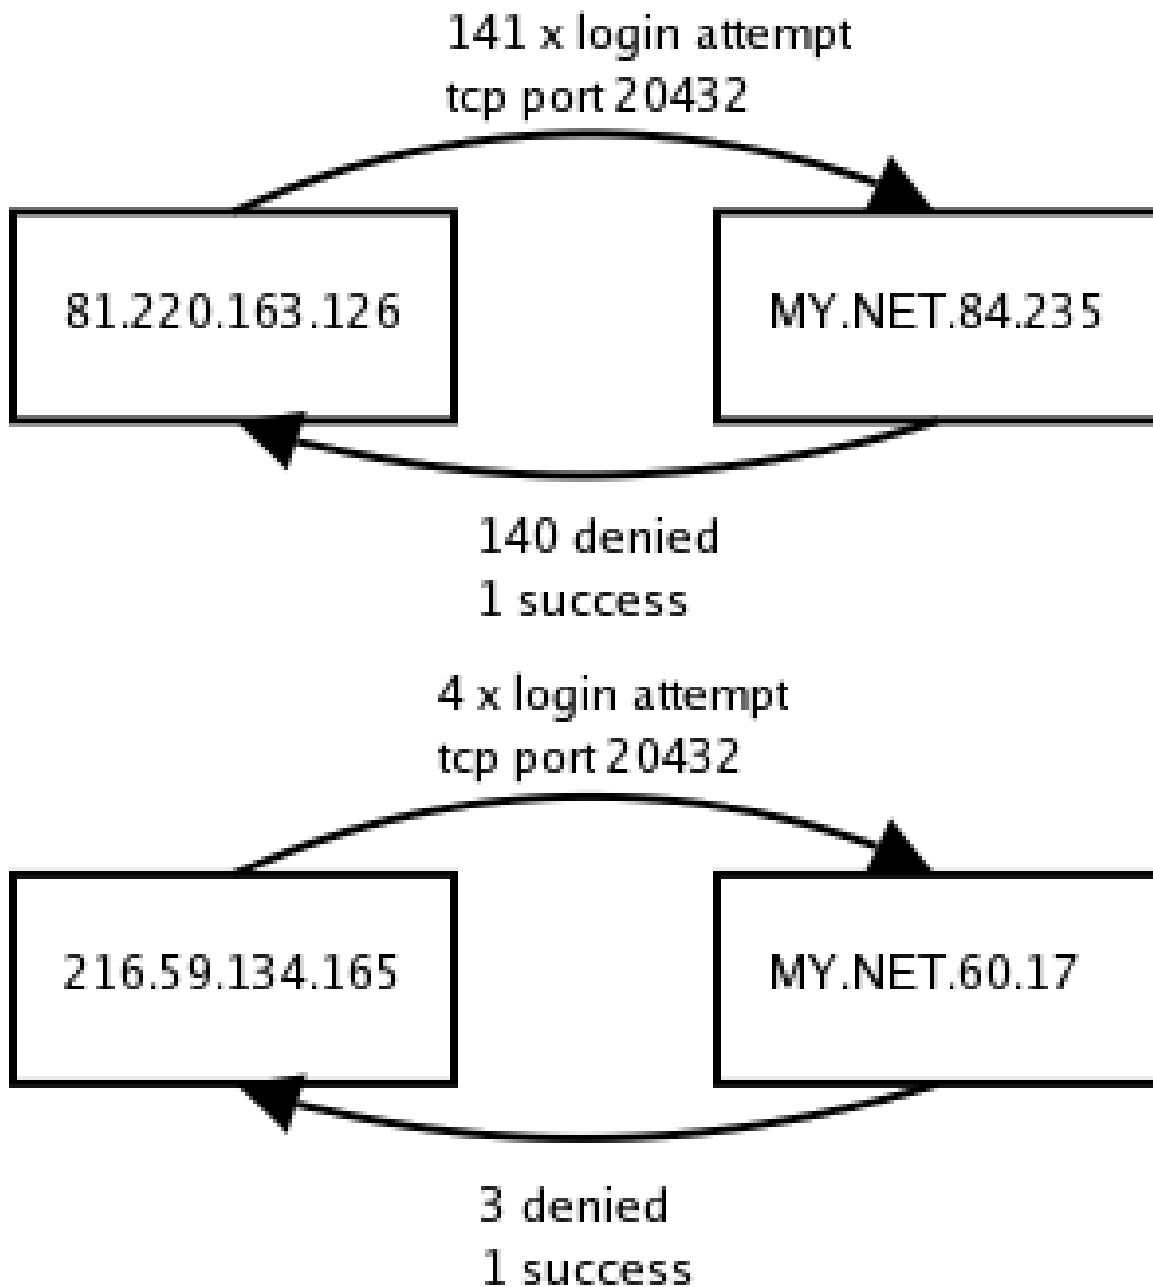 141 x login attempt
tcp port 20432
81.220.163.126
MY.NET.84.235
140 denied
1 success
4 x login attempt
tcp port 20432
216.59.134.165
MY.NET.60.17
3 denied
1 success